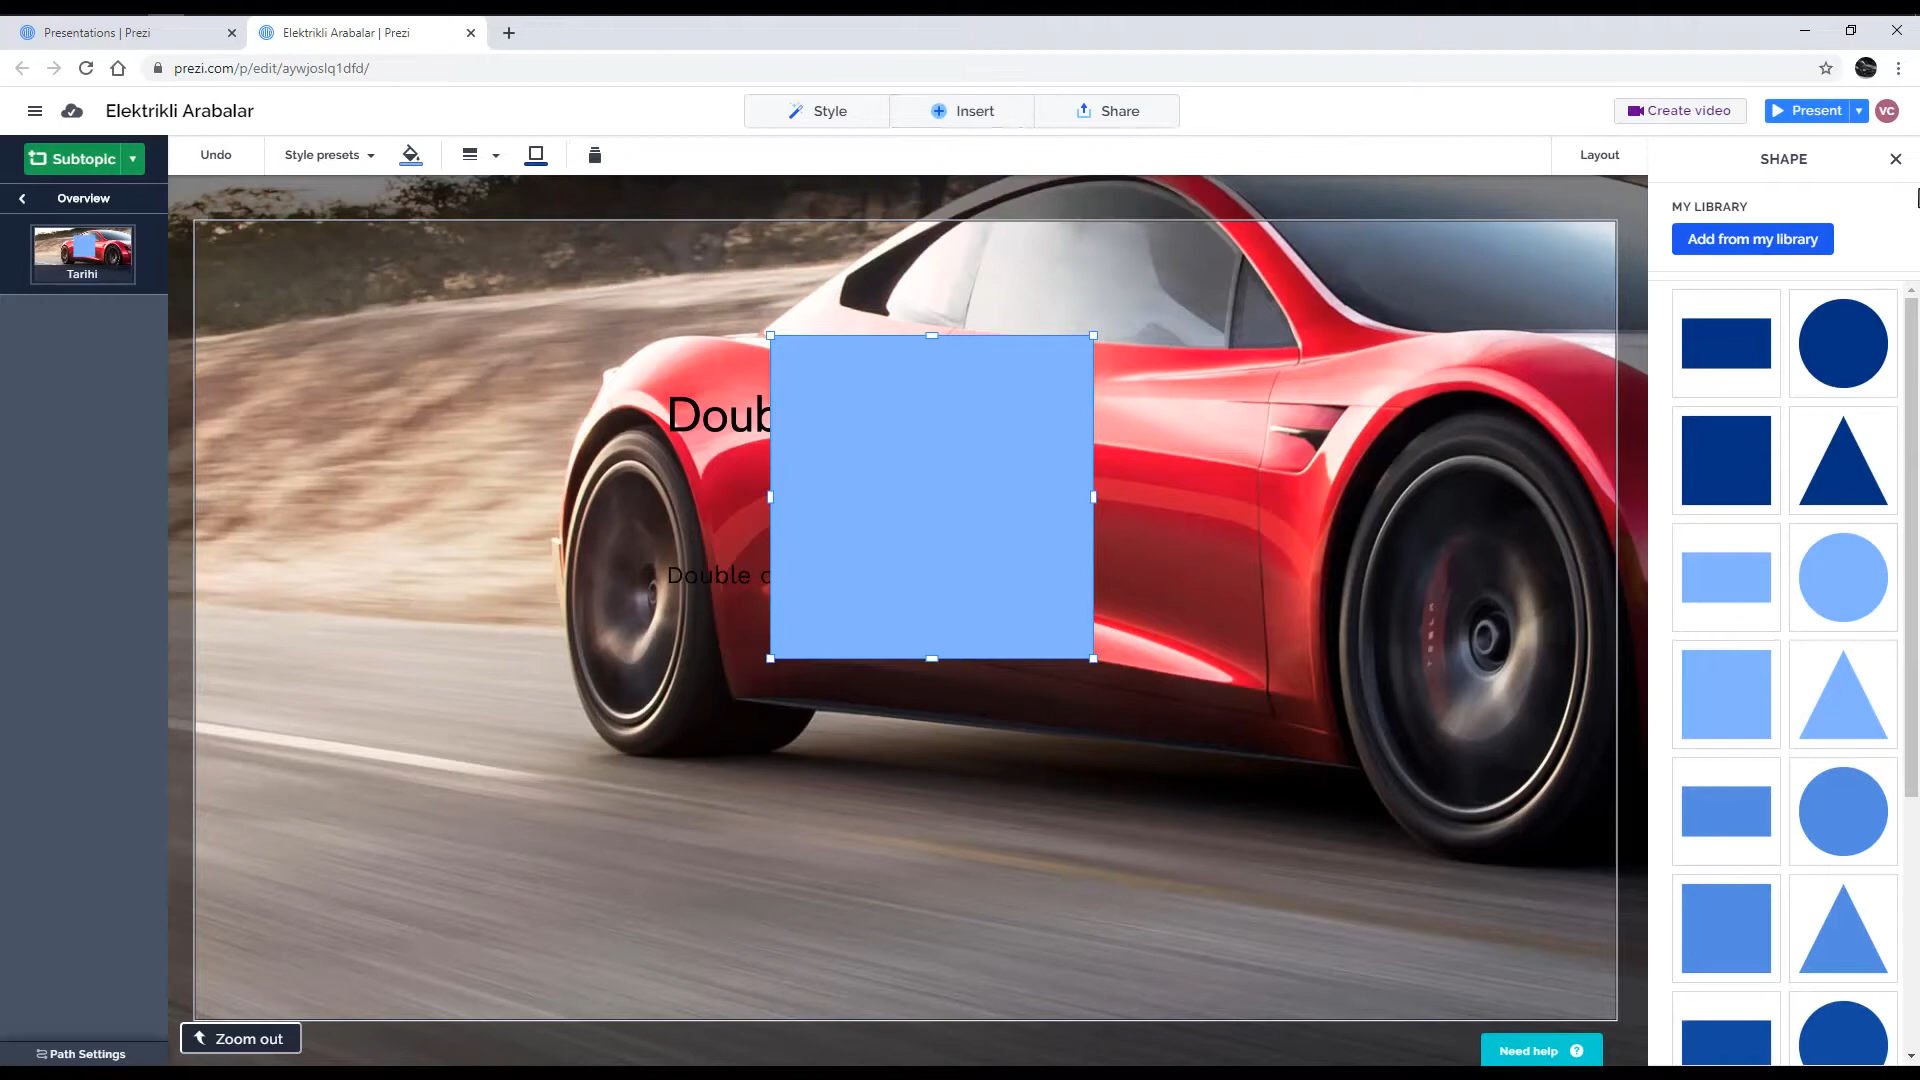 Presentations | Prezi
Elektrikli Arabalar | Prezi
prezi.com/p/edit/aywjoslq1dfd/
Elektrikli Arabalar
Style
Insert
Share
Create video
Present
VC
Subtopic
Undo
Style presets
Layout
SHAPE
Overview
MY LIBRARY
Add from my library
Tarihi
Doub
Double c
Zoom out
Path Settings
Need help ?